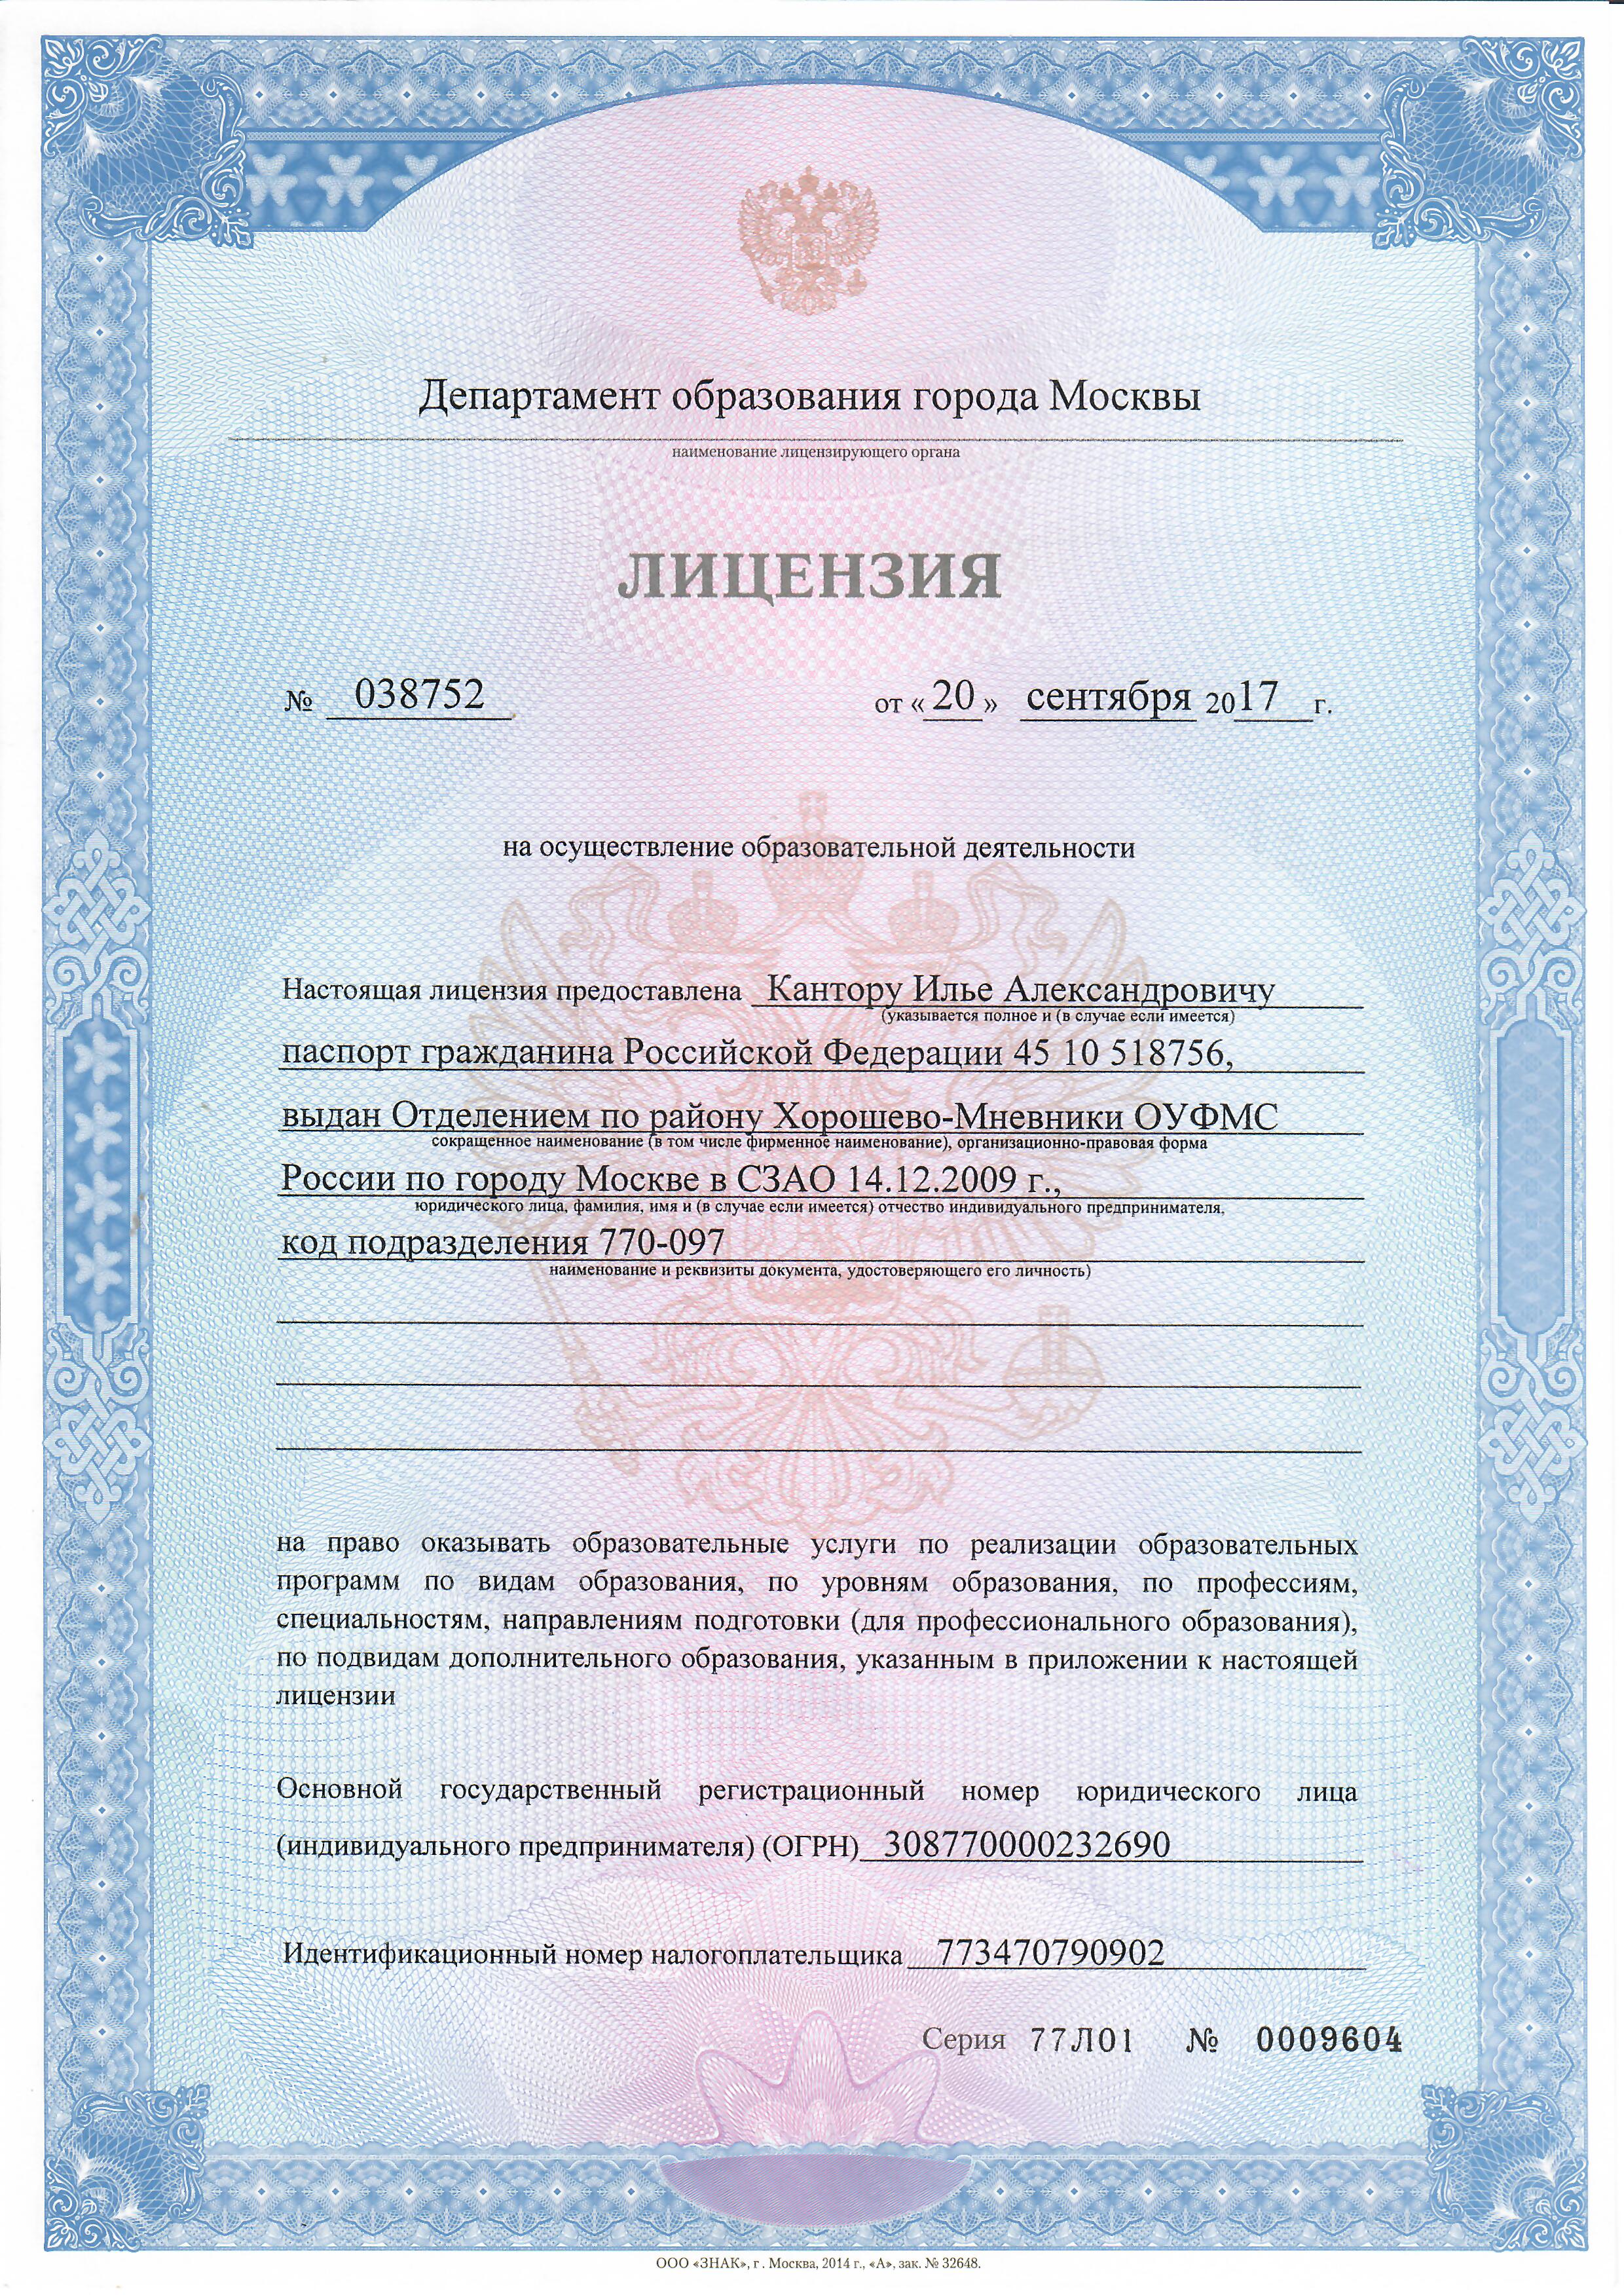 Департамент образования города Москвы
наименование лицензирующего органа
ЛИЦЕНЗИЯ
№ 038752 от «20» сентября 2017 г.
на осуществление образовательной деятельности
Настоящая лицензия предоставлена Кантору Илье Александровичу
(указывается полное и (в случае если имеется)
паспорт гражданина Российской Федерации 45 10 518756,
выдан Отделением по району Хорошево-Мневники ОУФМС
сокращенное наименование (в том числе фирменное наименование), организационно-правовая форма
России по городу Москве в СЗАО 14.12.2009 г.,
юридического лица, фамилия, имя и (в случае если имеется) отчество индивидуального предпринимателя,
код подразделения 770-097
наименование и реквизиты документа, удостоверяющего его личность)
на право оказывать образовательные услуги по реализации образовательных
программ по видам образования, по уровням образования, по профессиям,
специальностям, направлениям подготовки (для профессионального образования),
по подвидам дополнительного образования, указанным в приложении к настоящей
лицензии
Основной государственный регистрационный номер юридического лица
(индивидуального предпринимателя) (ОГРН) 308770000232690
Идентификационный номер налогоплательщика 773470790902
Серия 77Л01 № 0009604
ООО «ЗНАК», г. Москва, 2014 г., «А», зак. № 32648.